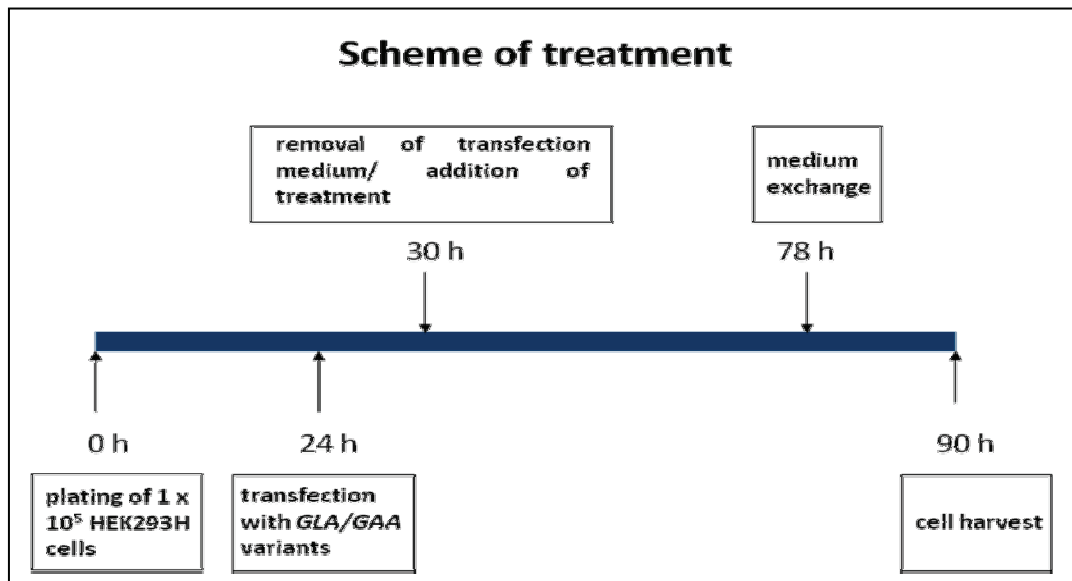 Scheme of treatment
removal of transfection
medium/ addition of
treatment
medium
exchange
30 h
78 h
0 h
24 h
90 h
plating of 1 x
10⁵ HEK293H
cells
transfection
with GLA/GAA
variants
cell harvest